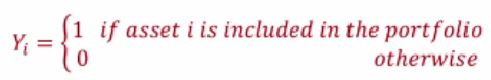 Yᵢ = {1 if asset i is included in the portfolio
0 otherwise